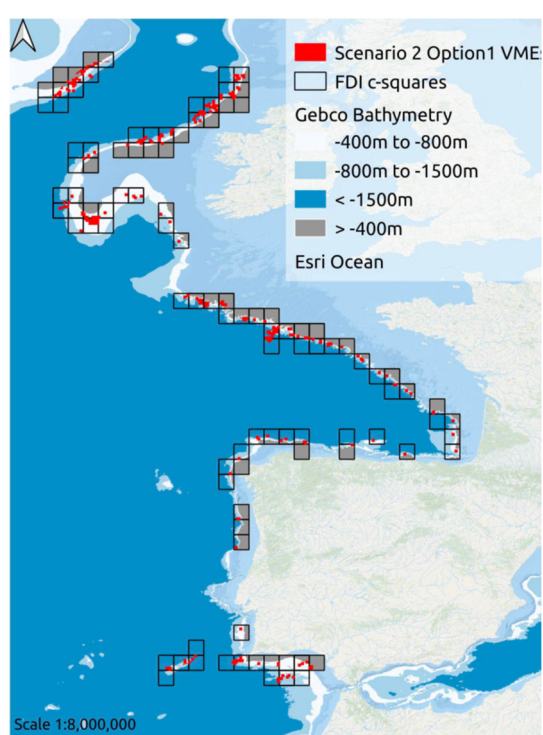 Scenario 2 Option1 VME
FDI c-squares
Gebco Bathymetry
-400m to -800m
-800m to -1500m
< -1500m
> -400m
Esri Ocean
Scale 1:8,000,000